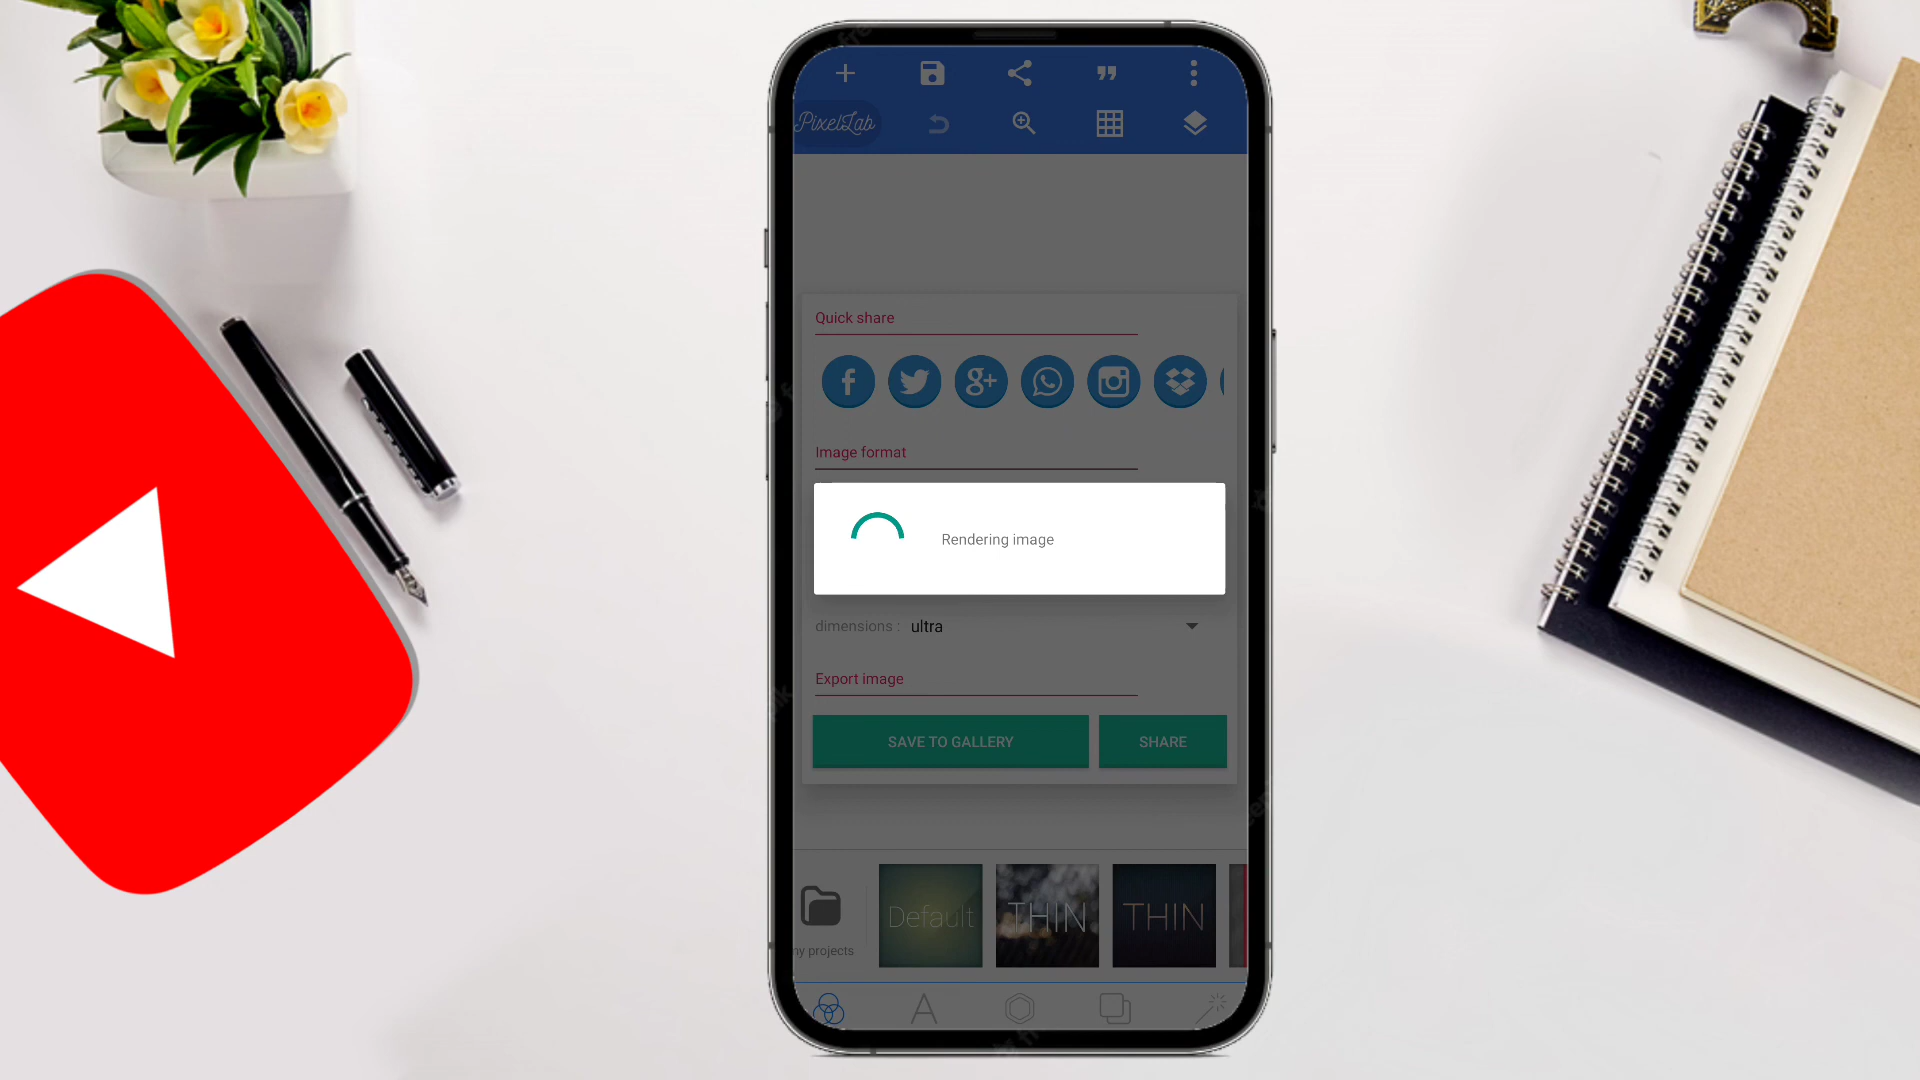 PixelLab
Quick share
Image format
Rendering image
dimensions : ultra
Export image
SAVE TO GALLERY
SHARE
Default
THIN
THIN
my projects